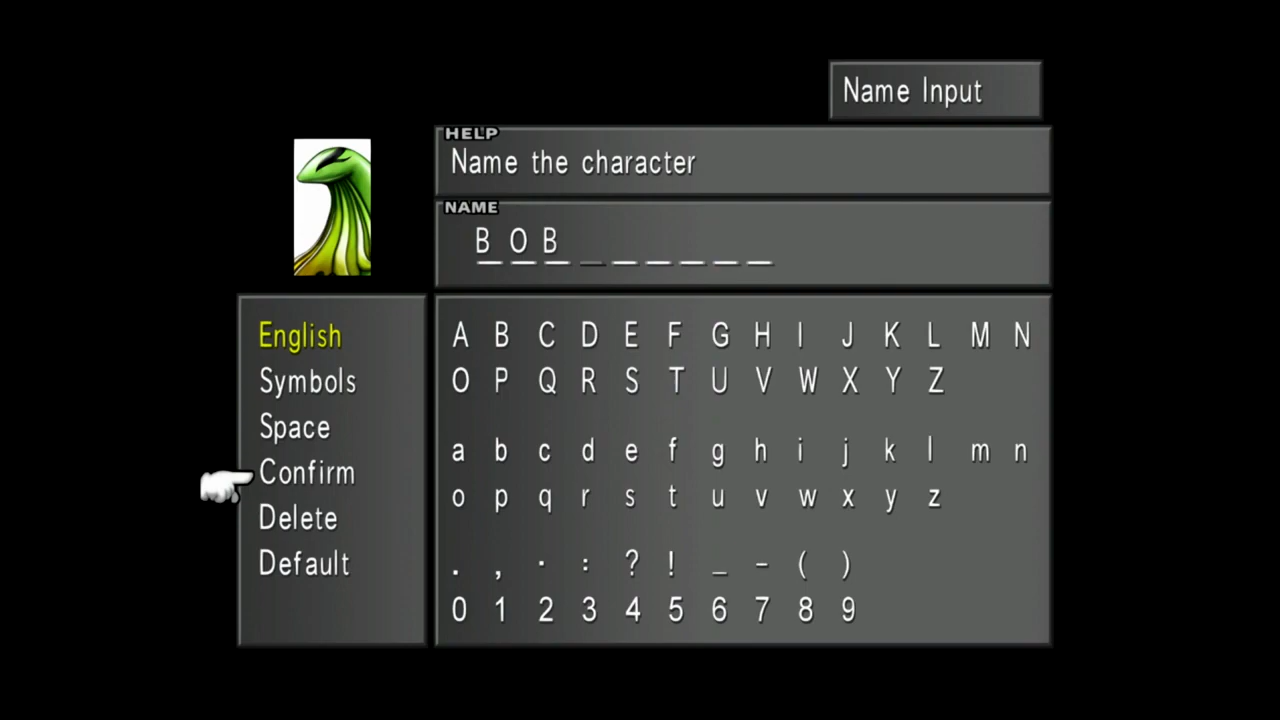 Name Input
HELP
Name the character
NAME
B O B _ _ _ _ _ _
English
Symbols
Space
Confirm
Delete
Default
A B C D E F G H I J K L M N
O P Q R S T U V W X Y Z
a b c d e f g h i j k l m n
o p q r s t u v w x y z
. , · : ? ! _ - ( )
0 1 2 3 4 5 6 7 8 9